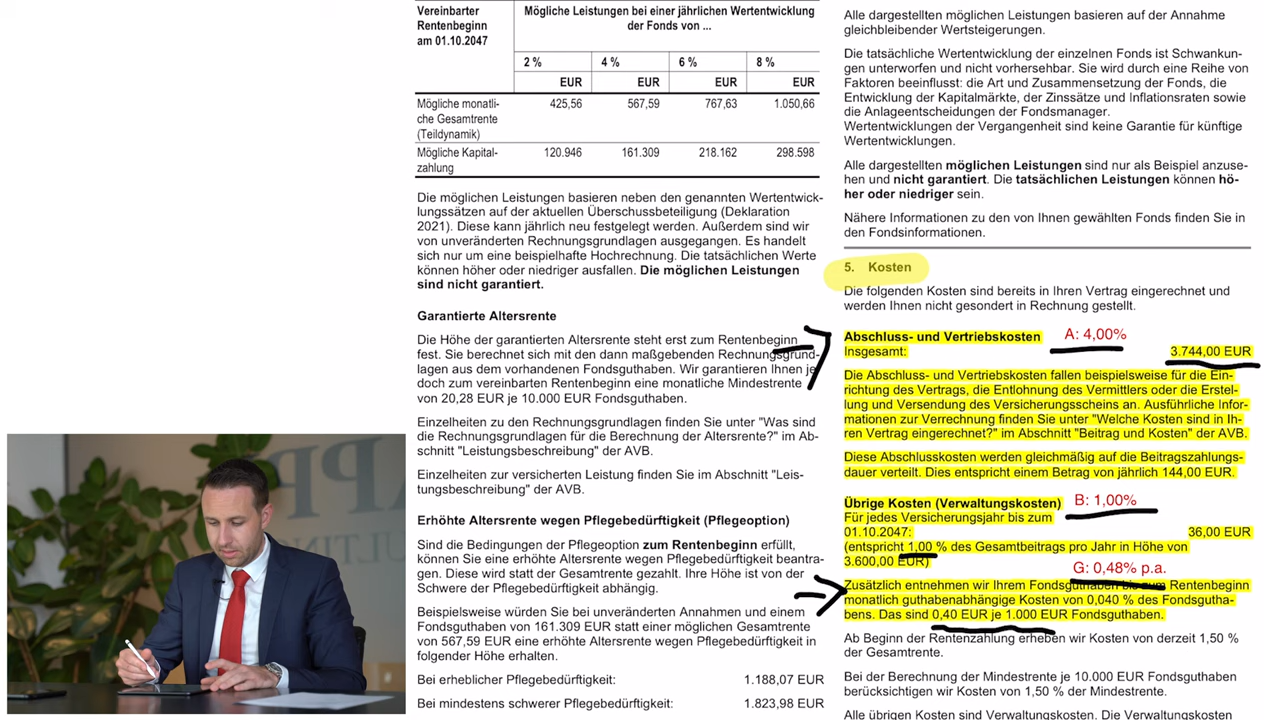 Vereinbarter
Rentenbeginn
am 01.10.2047
Mögliche Leistungen bei einer jährlichen Wertentwicklung
der Fonds von ...
2 % 4 % 6 % 8 %
EUR EUR EUR EUR
Mögliche monatli-
che Gesamtrente
(Teildynamik)
425,56 567,59 767,63 1.050,66
Mögliche Kapital-
zahlung
120.946 161.309 218.162 298.598
Die möglichen Leistungen basieren neben den genannten Wertentwick-
lungssätzen auf der aktuellen Überschussbeteiligung (Deklaration
2021). Diese kann jährlich neu festgelegt werden. Außerdem sind wir
von unveränderten Rechnungsgrundlagen ausgegangen. Es handelt
sich nur um eine beispielhafte Hochrechnung. Die tatsächlichen Werte
können höher oder niedriger ausfallen. Die möglichen Leistungen
sind nicht garantiert.
Garantierte Altersrente
Die Höhe der garantierten Altersrente steht erst zum Rentenbeginn
fest. Sie berechnet sich mit den dann maßgebenden Rechnungsgrund-
lagen aus dem vorhandenen Fondsguthaben. Wir garantieren Ihnen je
doch zum vereinbarten Rentenbeginn eine monatliche Mindestrente
von 20,28 EUR je 10.000 EUR Fondsguthaben.
Einzelheiten zu den Rechnungsgrundlagen finden Sie unter "Was sind
die Rechnungsgrundlagen für die Berechnung der Altersrente?" im Ab-
schnitt "Leistungsbeschreibung" der AVB.
Einzelheiten zur versicherten Leistung finden Sie im Abschnitt "Leis-
tungsbeschreibung" der AVB.
Erhöhte Altersrente wegen Pflegebedürftigkeit (Pflegeoption)
Sind die Bedingungen der Pflegeoption zum Rentenbeginn erfüllt,
können Sie eine erhöhte Altersrente wegen Pflegebedürftigkeit beantra-
gen. Diese wird statt der Gesamtrente gezahlt. Ihre Höhe ist von der
Schwere der Pflegebedürftigkeit abhängig.
Beispielsweise würden Sie bei unveränderten Annahmen und einem
Fondsguthaben von 161.309 EUR statt einer möglichen Gesamtrente
von 567,59 EUR eine erhöhte Altersrente wegen Pflegebedürftigkeit in
folgender Höhe erhalten.
Bei erheblicher Pflegebedürftigkeit: 1.188,07 EUR
Bei mindestens schwerer Pflegebedürftigkeit: 1.823,98 EUR
Alle dargestellten möglichen Leistungen basieren auf der Annahme
gleichbleibender Wertsteigerungen.
Die tatsächliche Wertentwicklung der einzelnen Fonds ist Schwankun-
gen unterworfen und nicht vorhersehbar. Sie wird durch eine Reihe von
Faktoren beeinflusst: die Art und Zusammensetzung der Fonds, die
Entwicklung der Kapitalmärkte, der Zinssätze und Inflationsraten sowie
die Anlageentscheidungen der Fondsmanager.
Wertentwicklungen der Vergangenheit sind keine Garantie für künftige
Wertentwicklungen.
Alle dargestellten möglichen Leistungen sind nur als Beispiel anzuse-
hen und nicht garantiert. Die tatsächlichen Leistungen können hö-
her oder niedriger sein.
Nähere Informationen zu den von Ihnen gewählten Fonds finden Sie in
den Fondsinformationen.
5. Kosten
Die folgenden Kosten sind bereits in Ihren Vertrag eingerechnet und
werden Ihnen nicht gesondert in Rechnung gestellt.
Abschluss- und Vertriebskosten A: 4,00%
Insgesamt: 3.744,00 EUR
Die Abschluss- und Vertriebskosten fallen beispielsweise für die Ein-
richtung des Vertrags, die Entlohnung des Vermittlers oder die Erstel-
lung und Versendung des Versicherungsscheins an. Ausführliche Infor-
mationen zur Verrechnung finden Sie unter "Welche Kosten sind in Ih-
ren Vertrag eingerechnet?" im Abschnitt "Beitrag und Kosten" der AVB.
Diese Abschlusskosten werden gleichmäßig auf die Beitragszahlungs-
dauer verteilt. Dies entspricht einem Betrag von jährlich 144,00 EUR.
Übrige Kosten (Verwaltungskosten) B: 1,00%
Für jedes Versicherungsjahr bis zum
01.10.2047: 36,00 EUR
(entspricht 1,00 % des Gesamtbeitrags pro Jahr in Höhe von
3.600,00 EUR)
G: 0,48% p.a.
Zusätzlich entnehmen wir Ihrem Fondsguthaben bis zum Rentenbeginn
monatlich guthabenabhängige Kosten von 0,040 % des Fondsgutha-
bens. Das sind 0,40 EUR je 1.000 EUR Fondsguthaben.
Ab Beginn der Rentenzahlung erheben wir Kosten von derzeit 1,50 %
der Gesamtrente.
Bei der Berechnung der Mindestrente je 10.000 EUR Fondsguthaben
berücksichtigen wir Kosten von 1,50 % der Mindestrente.
Alle übrigen Kosten sind Verwaltungskosten. Die Verwaltungskosten